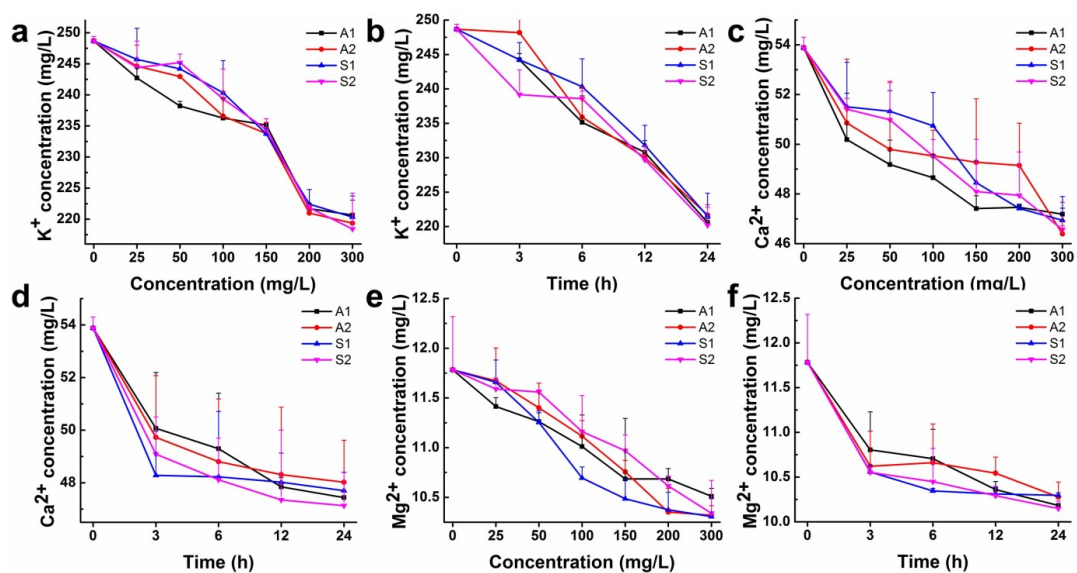 a
K+ concentration (mg/L)
250
245
240
235
230
225
220
0 25 50 100 150 200 300
Concentration (mg/L)
A1
A2
S1
S2
b
K+ concentration (mg/L)
250
245
240
235
230
225
220
0 3 6 12 24
Time (h)
A1
A2
S1
S2
c
Ca2+ concentration (mg/L)
54
52
50
48
46
0 25 50 100 150 200 300
Concentration (mg/L)
A1
A2
S1
S2
d
Ca2+ concentration (mg/L)
54
52
50
48
0 3 6 12 24
Time (h)
A1
A2
S1
S2
e
Mg2+ concentration (mg/L)
12.5
12.0
11.5
11.0
10.5
0 25 50 100 150 200 300
Concentration (mg/L)
A1
A2
S1
S2
f
Mg2+ concentration (mg/L)
12.5
12.0
11.5
11.0
10.5
10.0
0 3 6 12 24
Time (h)
A1
A2
S1
S2